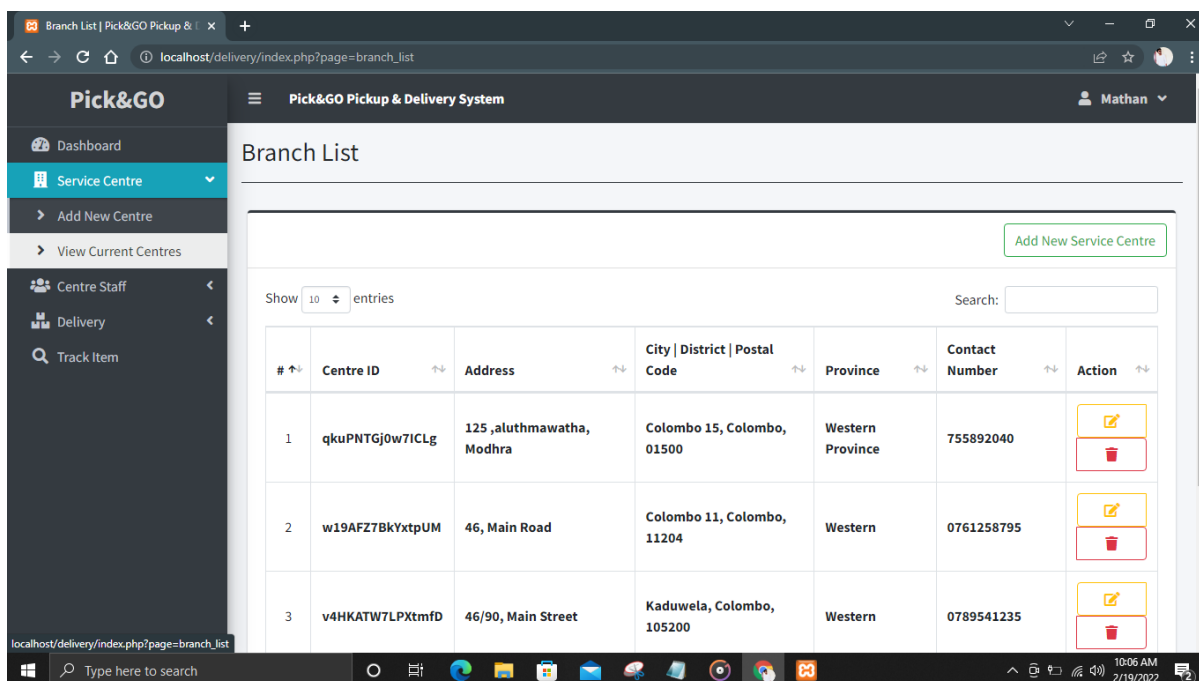 Branch List | Pick&GO Pickup &
localhost/delivery/index.php?page=branch_list
Pick&GO
Pick&GO Pickup & Delivery System
Mathan
Dashboard
Service Centre
Add New Centre
View Current Centres
Centre Staff
Delivery
Track Item
Branch List
Add New Service Centre
Show 10 entries
Search:
# Centre ID Address City | District | Postal Code Province Contact Number Action
1 qkuPNTGj0w7ICLg 125 ,aluthmawatha, Modhra Colombo 15, Colombo, 01500 Western Province 755892040
2 w19AFZ7BkYxtpUM 46, Main Road Colombo 11, Colombo, 11204 Western 0761258795
3 v4HKATW7LPXtmfD 46/90, Main Street Kaduwela, Colombo, 105200 Western 0789541235
localhost/delivery/index.php?page=branch_list
Type here to search
10:06 AM
2/19/2022